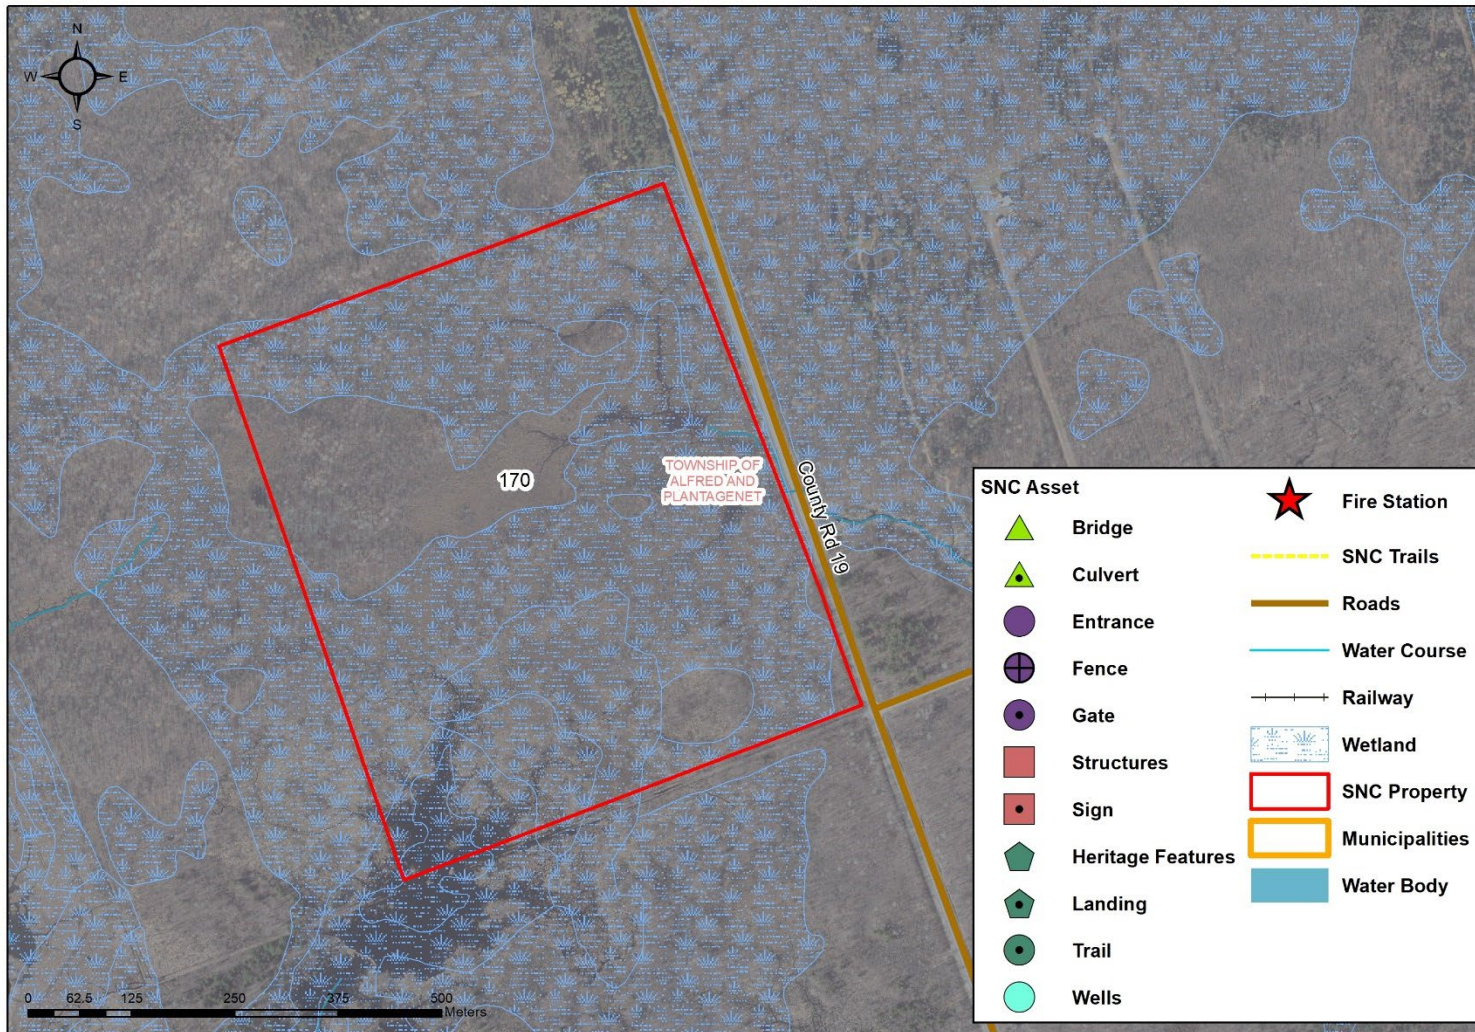 N
W E
S
170
TOWNSHIP OF
ALFRED AND
PLANTAGENET
County Rd 19
SNC Asset
Bridge
Culvert
Entrance
Fence
Gate
Structures
Sign
Heritage Features
Landing
Trail
Wells
Fire Station
SNC Trails
Roads
Water Course
Railway
Wetland
SNC Property
Municipalities
Water Body
0 62.5 125 250 375 500
Meters